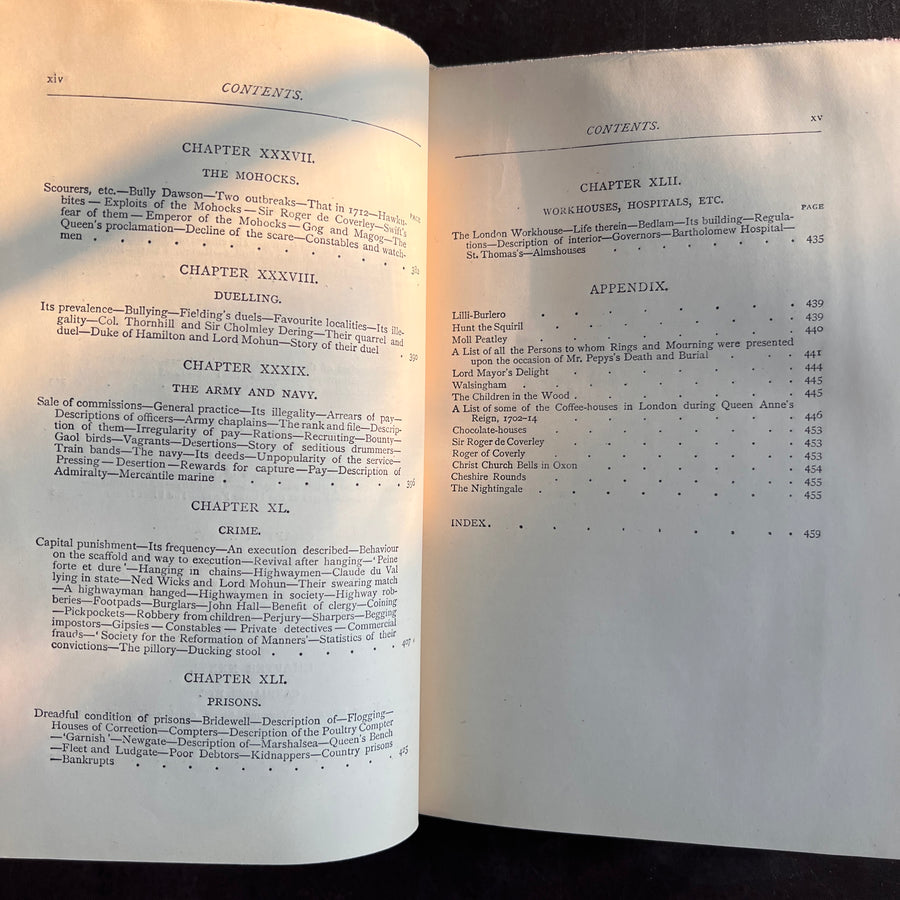 xiv
CONTENTS.
CHAPTER XXXVII.
THE MOHOCKS.
PAGE
Scourers, etc.—Bully Dawson—Two outbreaks—That in 1712—Hawku-
bites — Exploits of the Mohocks — Sir Roger de Coverley—Swift's
fear of them — Emperor of the Mohocks — Gog and Magog—The
Queen's proclamation—Decline of the scare—Constables and watch-
men . . . . . . . . . 382
CHAPTER XXXVIII.
DUELLING.
Its prevalence—Bullying—Fielding's duels—Favourite localities—Its ille-
gality—Col. Thornhill and Sir Cholmley Dering—Their quarrel and
duel—Duke of Hamilton and Lord Mohun—Story of their duel . 390
CHAPTER XXXIX.
THE ARMY AND NAVY.
Sale of commissions—General practice—Its illegality—Arrears of pay—
Descriptions of officers—Army chaplains—The rank and file—Descrip-
tion of them—Irregularity of pay—Rations—Recruiting—Bounty—
Gaol birds—Vagrants—Desertions—Story of seditious drummers—
Train bands—The navy—Its deeds—Unpopularity of the service—
Pressing — Desertion — Rewards for capture — Pay — Description of
Admiralty—Mercantile marine . . . . . . 396
CHAPTER XL.
CRIME.
Capital punishment—Its frequency—An execution described—Behaviour
on the scaffold and way to execution—Revival after hanging—'Peine
forte et dure'—Hanging in chains—Highwaymen—Claude du Val
lying in state—Ned Wicks and Lord Mohun—Their swearing match
—A highwayman hanged—Highwaymen in society—Highway rob-
beries—Footpads—Burglars—John Hall—Benefit of clergy—Coining
—Pickpockets—Robbery from children—Perjury—Sharpers—Begging
impostors—Gipsies — Constables — Private detectives — Commercial
frauds—'Society for the Reformation of Manners'—Statistics of their
convictions—The pillory—Ducking stool . . . . . . 407
CHAPTER XLI.
PRISONS.
Dreadful condition of prisons—Bridewell—Description of—Flogging—
Houses of Correction—Compters—Description of the Poultry Compter
—'Garnish'—Newgate—Description of—Marshalsea—Queen's Bench
—Fleet and Ludgate—Poor Debtors—Kidnappers—Country prisons
—Bankrupts . . . . . . . . . 425
CONTENTS.
xv
CHAPTER XLII.
WORKHOUSES, HOSPITALS, ETC.
PAGE
The London Workhouse—Life therein—Bedlam—Its building—Regula-
tions—Description of interior—Governors—Bartholomew Hospital—
St. Thomas's—Almshouses . . . . . . 435
APPENDIX.
Lilli-Burlero . . . . . . . 439
Hunt the Squiril . . . . . . . 439
Moll Peatley . . . . . . . 440
A List of all the Persons to whom Rings and Mourning were presented
upon the occasion of Mr. Pepys's Death and Burial . . . 441
Lord Mayor's Delight . . . . . . 444
Walsingham . . . . . . . 445
The Children in the Wood . . . . . . 445
A List of some of the Coffee-houses in London during Queen Anne's
Reign, 1702-14 . . . . . . 446
Chocolate-houses . . . . . . 453
Sir Roger de Coverley . . . . . . 453
Roger of Coverly . . . . . . 453
Christ Church Bells in Oxon . . . . . 454
Cheshire Rounds . . . . . . 455
The Nightingale . . . . . . 455
INDEX. . . . . . . . 459